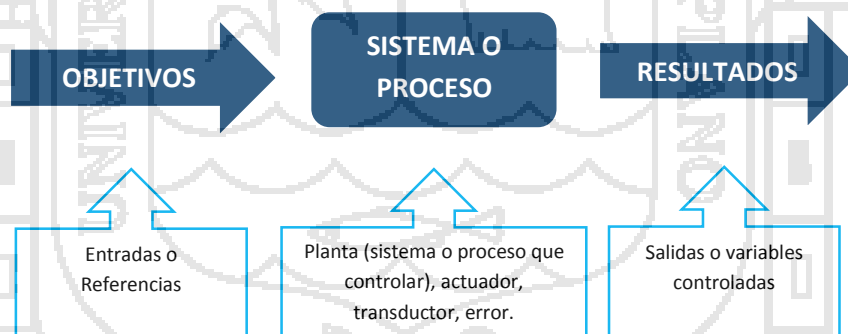 OBJETIVOS
SISTEMA O
PROCESO
RESULTADOS
Entradas o
Referencias
Planta (sistema o proceso que
controlar), actuador,
transductor, error.
Salidas o variables
controladas